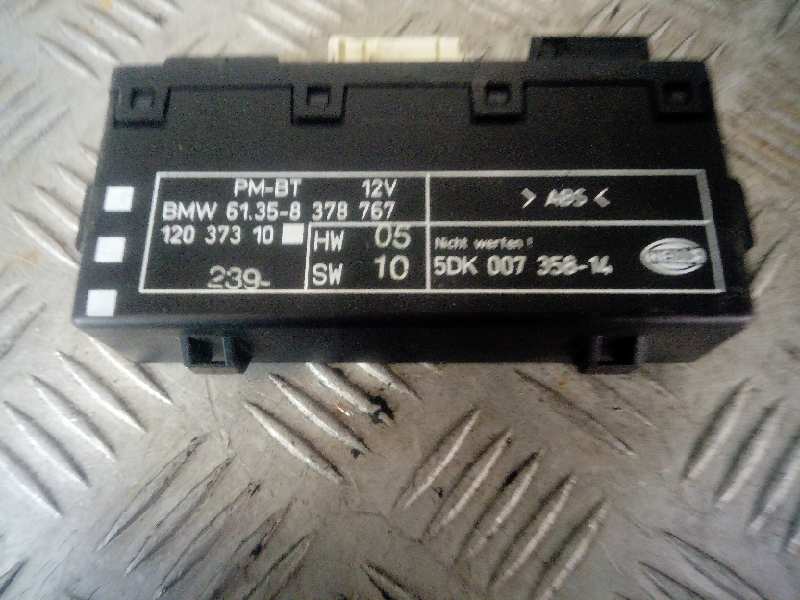 PM-BT 12V
BMW 61.35-8 378 767
120 373 10 HW 05
239- SW 10
> ABS <
Nicht werfen !
5DK 007 358-14
HELLA